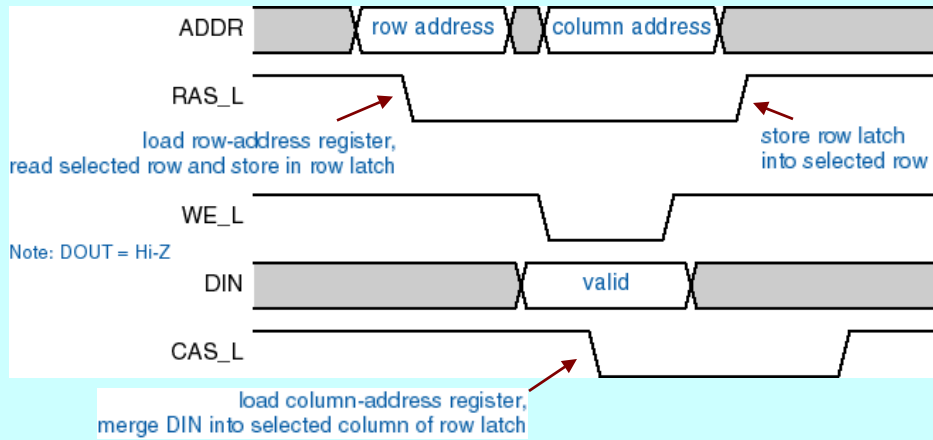 ADDR
row address
column address
RAS_L
load row-address register,
read selected row and store in row latch
store row latch
into selected row
WE_L
Note: DOUT = Hi-Z
DIN
valid
CAS_L
load column-address register,
merge DIN into selected column of row latch